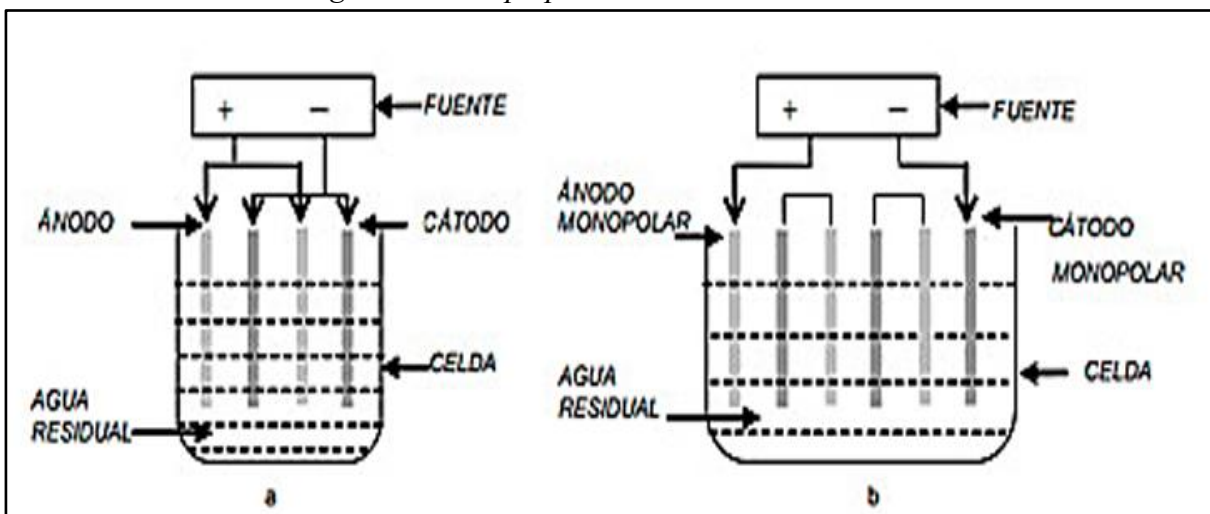 + − FUENTE
ÁNODO
CÁTODO
CELDA
AGUA
RESIDUAL
a
+ − FUENTE
ÁNODO
MONOPOLAR
CÁTODO
MONOPOLAR
AGUA
RESIDUAL
CELDA
b